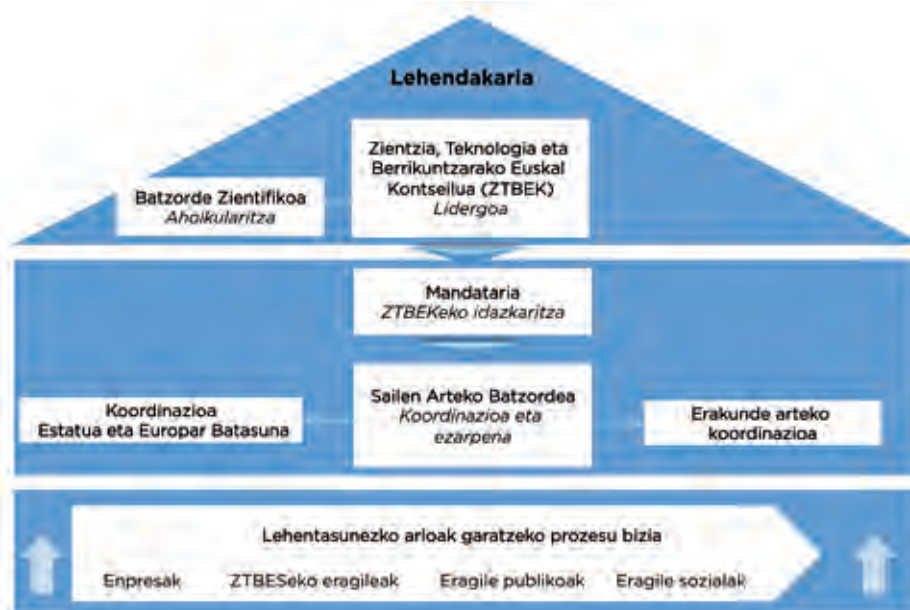 Lehendakaria
Zientzia, Teknologia eta
Berrikuntzarako Euskal
Kontseilua (ZTBEK)
Lidergoa
Batzorde Zientifikoa
Aholkularitza
Mandataria
ZTBEKeko idazkaritza
Sailen Arteko Batzordea
Koordinazioa eta
ezarpena
Koordinazioa
Estatua eta Europar Batasuna
Erakunde arteko
koordinazioa
Lehentasunezko arloak garatzeko prozesu bizia
Enpresak ZTBESeko eragileak Eragile publikoak Eragile sozialak